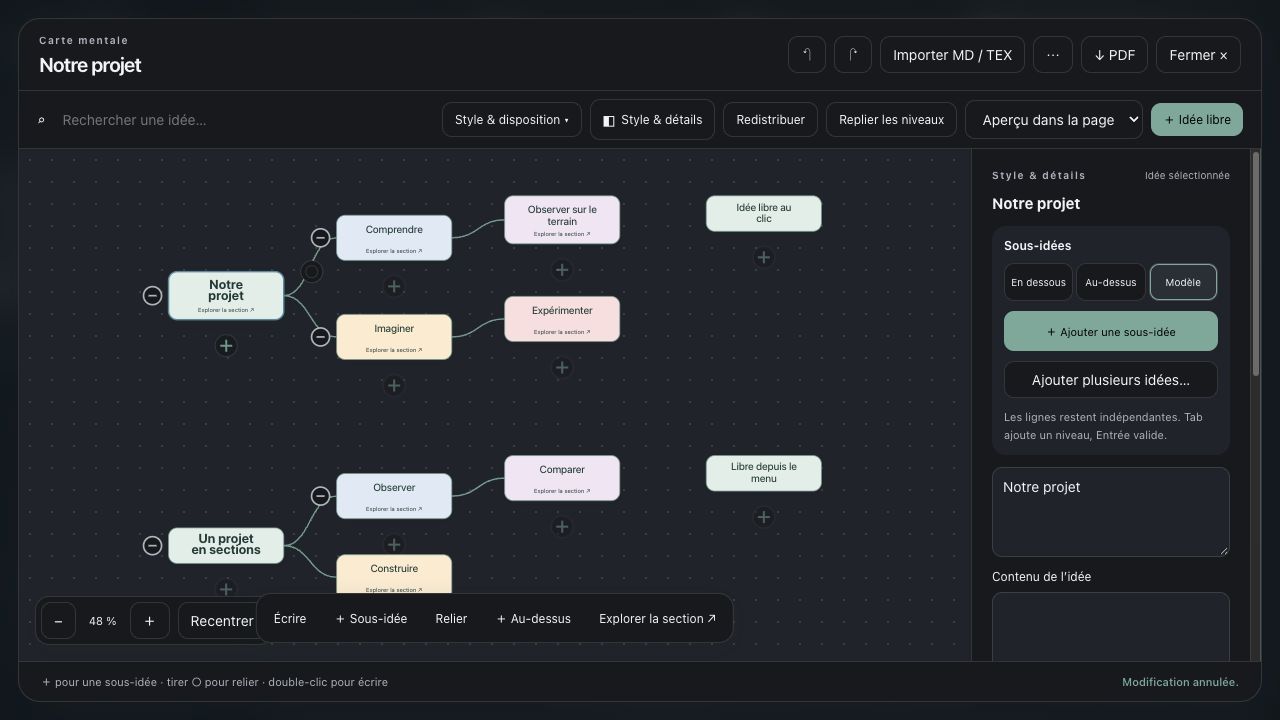 Carte mentale
Notre projet
Importer MD / TEX
...
↓ PDF
Fermer ×
Rechercher une idée...
Style & disposition ▾
◧ Style & détails
Redistribuer
Replier les niveaux
Aperçu dans la page
+ Idée libre
Notre
projet
Explorer la section ↗
Comprendre
Explorer la section ↗
Observer sur le
terrain
Explorer la section ↗
Idée libre au
clic
Imaginer
Explorer la section ↗
Expérimenter
Explorer la section ↗
Un projet
en sections
Observer
Explorer la section ↗
Comparer
Explorer la section ↗
Libre depuis le
menu
Construire
Explorer la section ↗
− 48 % + Recentrer
Écrire
+ Sous-idée
Relier
+ Au-dessus
Explorer la section ↗
Style & détails
Idée sélectionnée
Notre projet
Sous-idées
En dessous
Au-dessus
Modèle
+ Ajouter une sous-idée
Ajouter plusieurs idées...
Les lignes restent indépendantes. Tab
ajoute un niveau, Entrée valide.
Notre projet
Contenu de l'idée
+ pour une sous-idée · tirer ○ pour relier · double-clic pour écrire
Modification annulée.